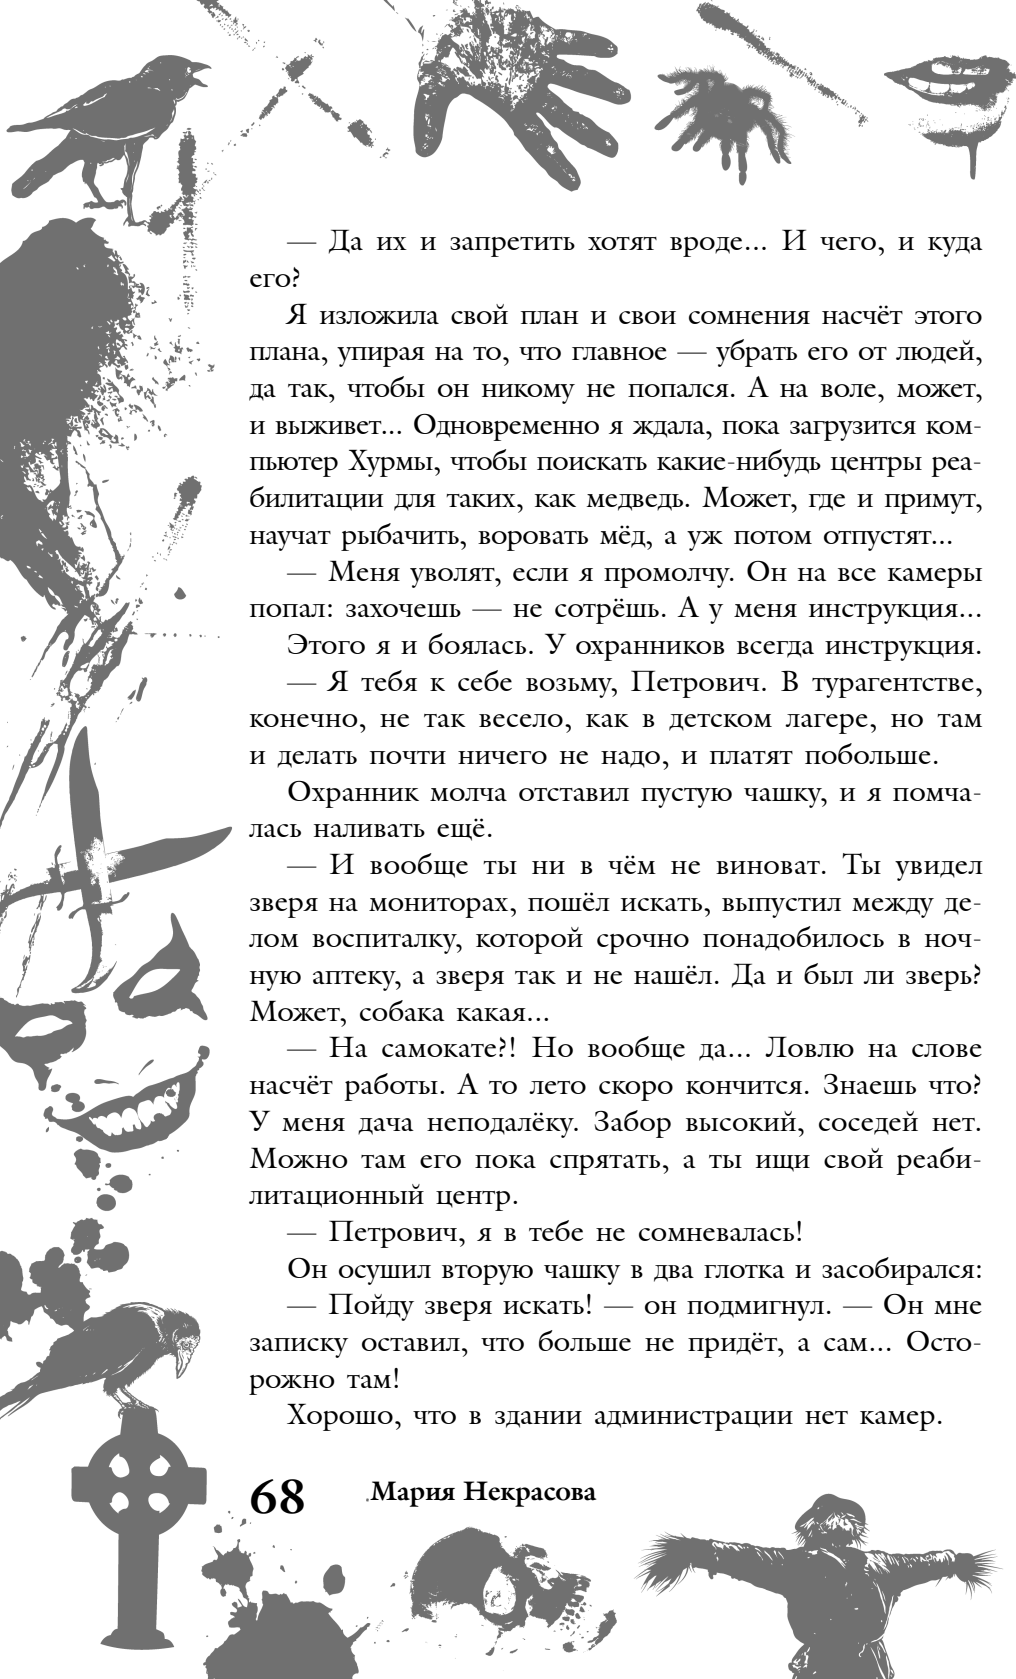 — Да их и запретить хотят вроде... И чего, и куда
его?
Я изложила свой план и свои сомнения насчёт этого
плана, упирая на то, что главное — убрать его от людей,
да так, чтобы он никому не попался. А на воле, может,
и выживет... Одновременно я ждала, пока загрузится ком-
пьютер Хурмы, чтобы поискать какие-нибудь центры реа-
билитации для таких, как медведь. Может, где и примут,
научат рыбачить, воровать мёд, а уж потом отпустят...
— Меня уволят, если я промолчу. Он на все камеры
попал: захочешь — не сотрёшь. А у меня инструкция...
Этого я и боялась. У охранников всегда инструкция.
— Я тебя к себе возьму, Петрович. В турагентстве,
конечно, не так весело, как в детском лагере, но там
и делать почти ничего не надо, и платят побольше.
Охранник молча отставил пустую чашку, и я помча-
лась наливать ещё.
— И вообще ты ни в чём не виноват. Ты увидел
зверя на мониторах, пошёл искать, выпустил между де-
лом воспиталку, которой срочно понадобилось в ноч-
ную аптеку, а зверя так и не нашёл. Да и был ли зверь?
Может, собака какая...
— На самокате?! Но вообще да... Ловлю на слове
насчёт работы. А то лето скоро кончится. Знаешь что?
У меня дача неподалёку. Забор высокий, соседей нет.
Можно там его пока спрятать, а ты ищи свой реаби-
литационный центр.
— Петрович, я в тебе не сомневалась!
Он осушил вторую чашку в два глотка и засобирался:
— Пойду зверя искать! — он подмигнул. — Он мне
записку оставил, что больше не придёт, а сам... Осто-
рожно там!
Хорошо, что в здании администрации нет камер.
68 Мария Некрасова